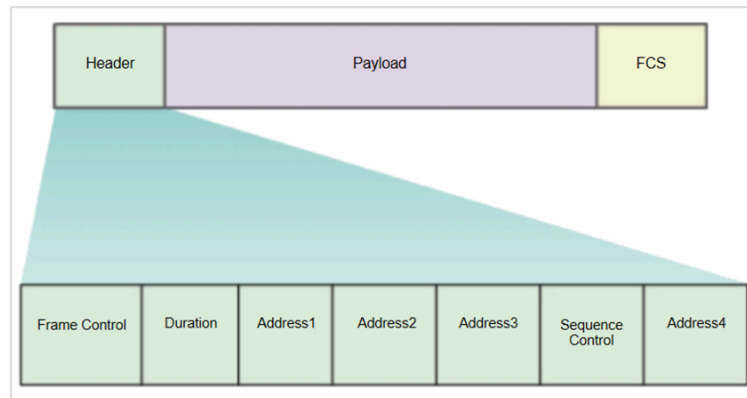 Header
Payload
FCS
Frame Control
Duration
Address1
Address2
Address3
Sequence
Control
Address4